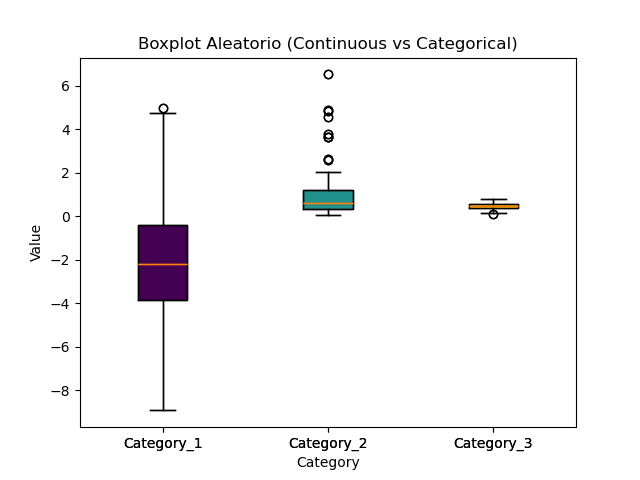 Boxplot Aleatorio (Continuous vs Categorical)
6
4
2
0
−2
−4
−6
−8
Value
Category_1 Category_2 Category_3
Category